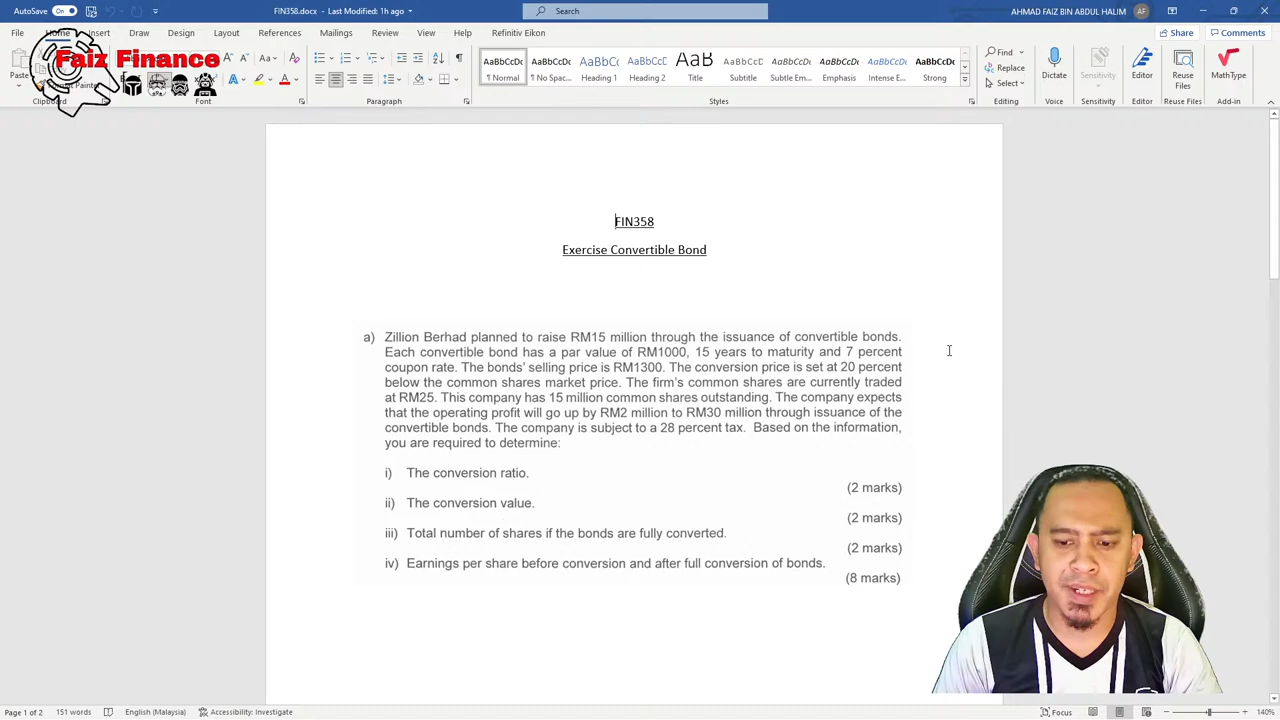 AutoSave On FIN358.docx - Last Modified: 1h ago Search AHMAD FAIZ BIN ABDUL HALIM AF
File Home Insert Draw Design Layout References Mailings Review View Help Refinitiv Eikon Share Comments
Faiz Finance
Paste Aa A
AaBbCcDc AaBbCcDc AaBbC( AaBbCcC AaB AaBbCcD AaBbCcDc AaBbCcDc AaBbCcDc AaBbCcDc
¶ Normal ¶ No Spac... Heading 1 Heading 2 Title Subtitle Subtle Em... Emphasis Intense E... Strong
Find Replace Select
Dictate Sensitivity Editor Reuse Files MathType
Clipboard Font Paragraph Styles Editing Voice Sensitivity Editor Reuse Files Add-in
FIN358
Exercise Convertible Bond
a) Zillion Berhad planned to raise RM15 million through the issuance of convertible bonds.
Each convertible bond has a par value of RM1000, 15 years to maturity and 7 percent
coupon rate. The bonds' selling price is RM1300. The conversion price is set at 20 percent
below the common shares market price. The firm's common shares are currently traded
at RM25. This company has 15 million common shares outstanding. The company expects
that the operating profit will go up by RM2 million to RM30 million through issuance of the
convertible bonds. The company is subject to a 28 percent tax. Based on the information,
you are required to determine:
i) The conversion ratio.
(2 marks)
ii) The conversion value.
(2 marks)
iii) Total number of shares if the bonds are fully converted.
(2 marks)
iv) Earnings per share before conversion and after full conversion of bonds.
(8 marks)
Page 1 of 2 151 words English (Malaysia) Accessibility: Investigate Focus 140%